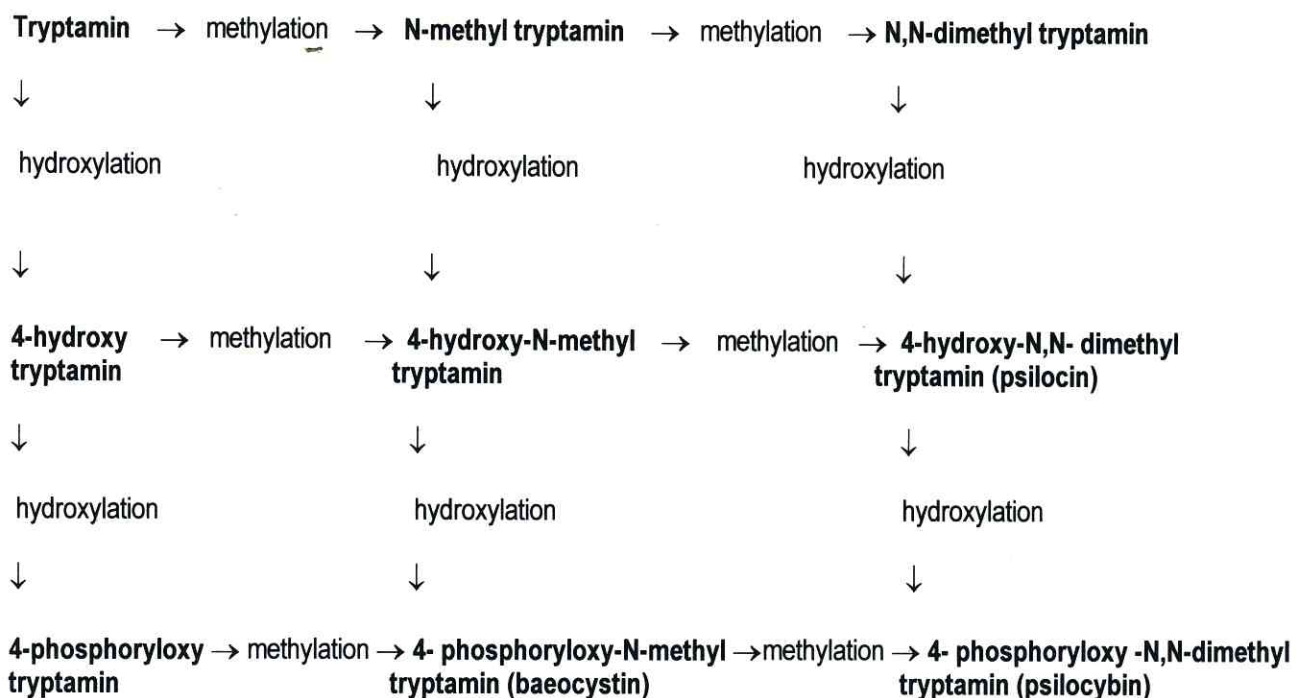 Tryptamin → methylation → N-methyl tryptamin → methylation → N,N-dimethyl tryptamin
↓ ↓ ↓
hydroxylation hydroxylation hydroxylation
↓ ↓ ↓
4-hydroxy → methylation → 4-hydroxy-N-methyl → methylation → 4-hydroxy-N,N- dimethyl
tryptamin tryptamin tryptamin (psilocin)
↓ ↓ ↓
hydroxylation hydroxylation hydroxylation
↓ ↓ ↓
4-phosphoryloxy → methylation → 4- phosphoryloxy-N-methyl →methylation → 4- phosphoryloxy -N,N-dimethyl
tryptamin tryptamin (baeocystin) tryptamin (psilocybin)